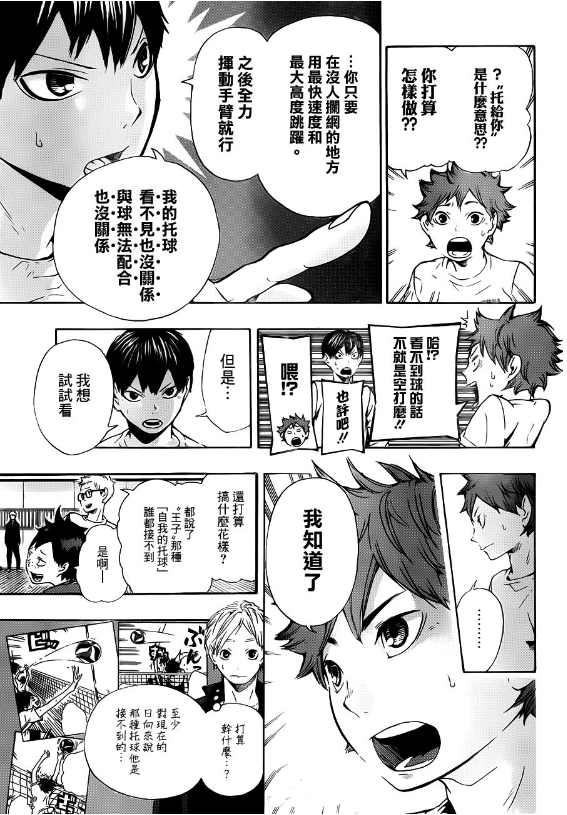 ?“托給你”
是什麼意思??
你打算
怎樣做??
…你只要
在沒人攔網的地方
用最快速度和
最大高度跳躍。
之後全力
揮動手臂就行
我的托球
看不見也沒關係
與球無法配合
也沒關係
哈!?
看不到球的話
不就是空打麼!!
也許吧!!
喂!?
但是…
我想
試試看
……
我知道了
還打算
搞什麼花樣?
都說了
“王子”那種
「自我的托球」
誰都接不到
是啊—
打算
幹什麼…?
至少
對現在的
日向來說
那種托球他是
接不到的…